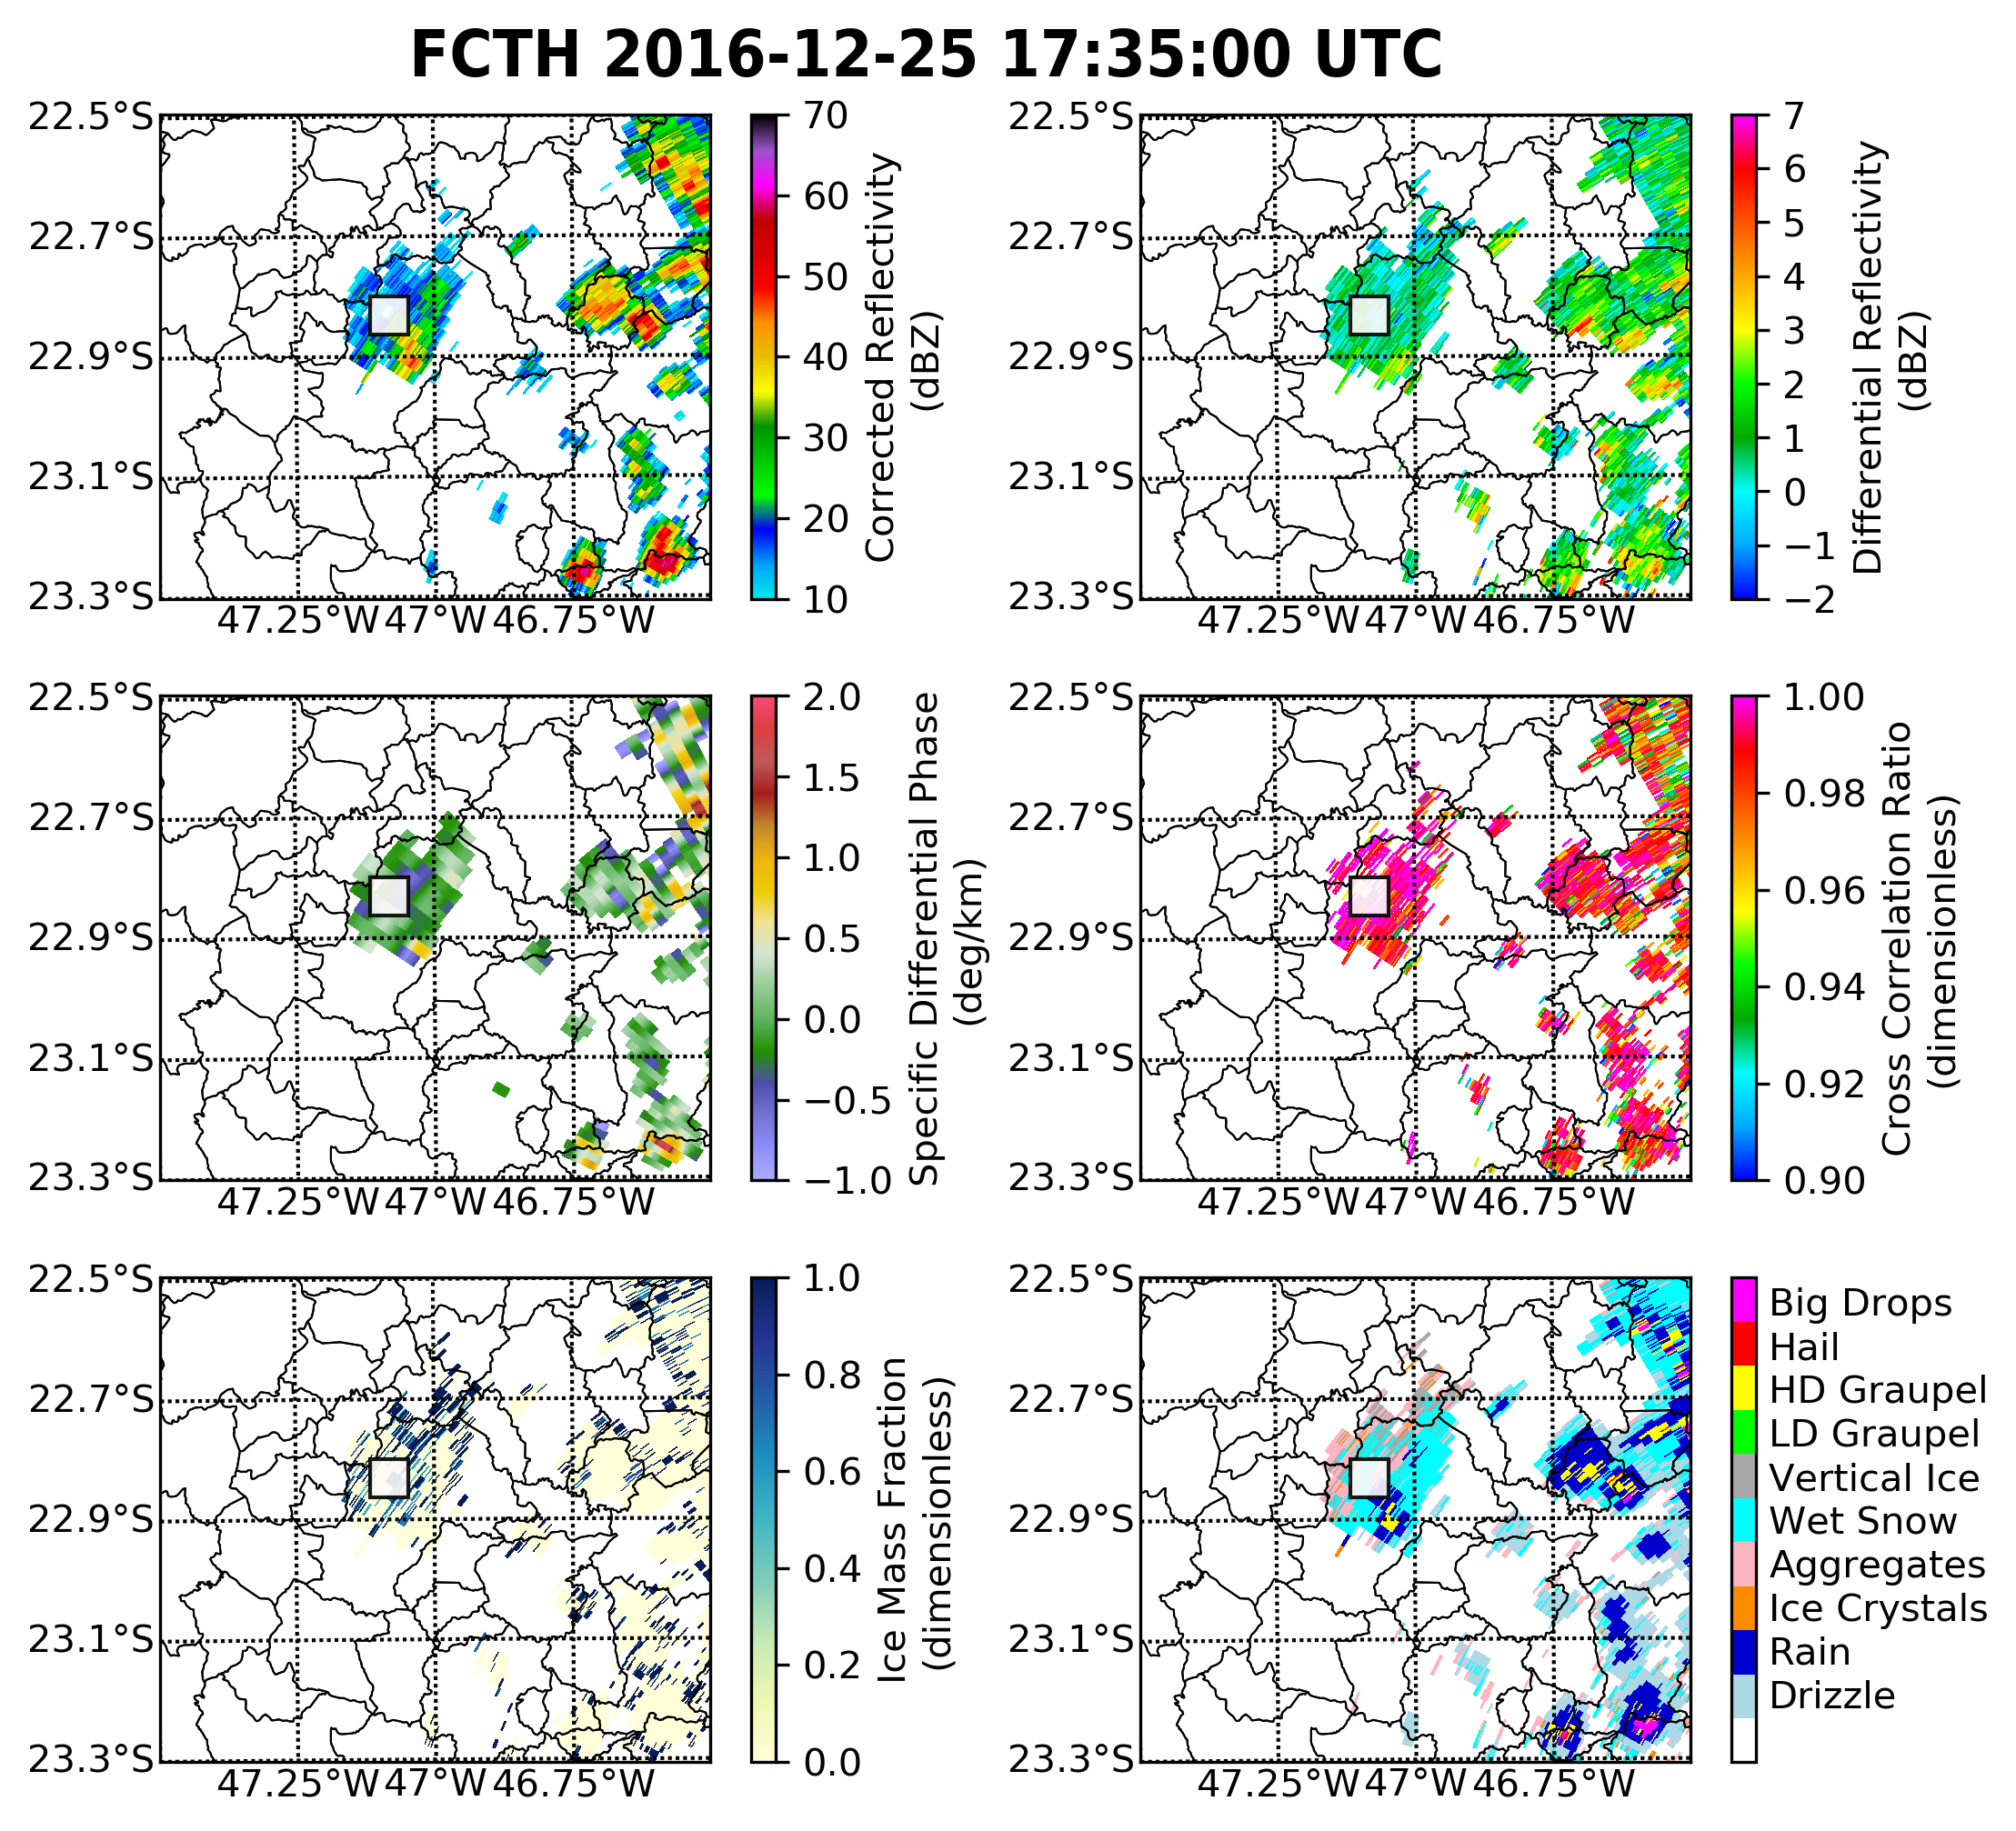 FCTH 2016-12-25 17:35:00 UTC
22.5°S
22.7°S
22.9°S
23.1°S
23.3°S
47.25°W
47°W
46.75°W
70
60
50
40
30
20
10
Corrected Reflectivity
(dBZ)
22.5°S
22.7°S
22.9°S
23.1°S
23.3°S
47.25°W
47°W
46.75°W
7
6
5
4
3
2
1
0
−1
−2
Differential Reflectivity
(dBZ)
22.5°S
22.7°S
22.9°S
23.1°S
23.3°S
47.25°W
47°W
46.75°W
2.0
1.5
1.0
0.5
0.0
−0.5
−1.0
Specific Differential Phase
(deg/km)
22.5°S
22.7°S
22.9°S
23.1°S
23.3°S
47.25°W
47°W
46.75°W
1.00
0.98
0.96
0.94
0.92
0.90
Cross Correlation Ratio
(dimensionless)
22.5°S
22.7°S
22.9°S
23.1°S
23.3°S
47.25°W
47°W
46.75°W
1.0
0.8
0.6
0.4
0.2
0.0
Ice Mass Fraction
(dimensionless)
22.5°S
22.7°S
22.9°S
23.1°S
23.3°S
47.25°W
47°W
46.75°W
Big Drops
Hail
HD Graupel
LD Graupel
Vertical Ice
Wet Snow
Aggregates
Ice Crystals
Rain
Drizzle